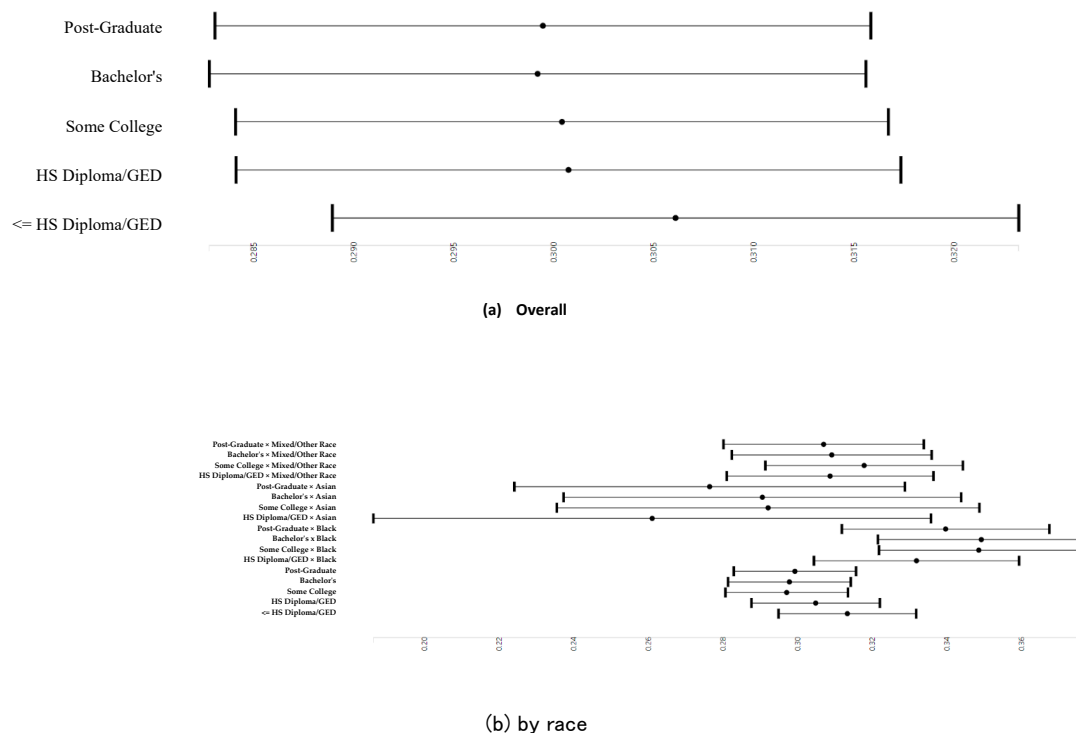 Post-Graduate
Bachelor's
Some College
HS Diploma/GED
<= HS Diploma/GED
0.285 0.290 0.295 0.300 0.305 0.310 0.315 0.320
(a) Overall
Post-Graduate × Mixed/Other Race
Bachelor's × Mixed/Other Race
Some College × Mixed/Other Race
HS Diploma/GED × Mixed/Other Race
Post-Graduate × Asian
Bachelor's × Asian
Some College × Asian
HS Diploma/GED × Asian
Post-Graduate × Black
Bachelor's x Black
Some College × Black
HS Diploma/GED × Black
Post-Graduate
Bachelor's
Some College
HS Diploma/GED
<= HS Diploma/GED
0.20 0.22 0.24 0.26 0.28 0.30 0.32 0.34 0.36
(b) by race